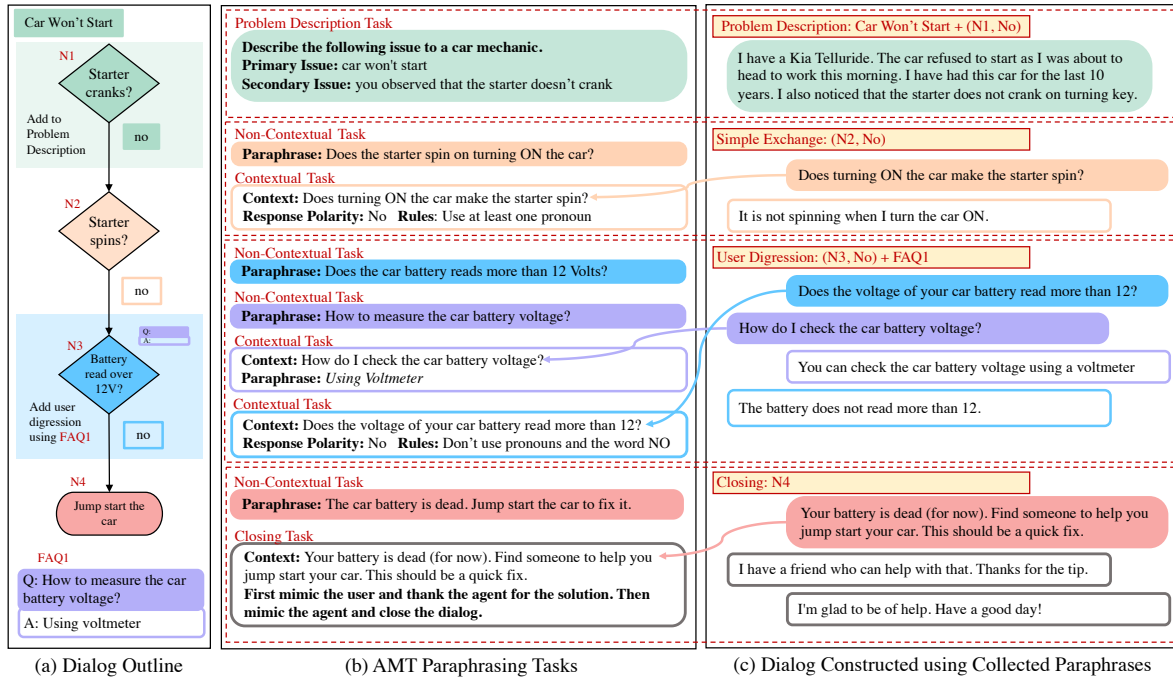 Car Won't Start
N1
Starter
cranks?
Add to
Problem
Description
no
N2
Starter
spins?
no
Q:
A:
N3
Battery
read over
12V?
Add user
digression
using FAQ1
no
N4
Jump start the
car
FAQ1
Q: How to measure the car
battery voltage?
A: Using voltmeter
(a) Dialog Outline
Problem Description Task
Describe the following issue to a car mechanic.
Primary Issue: car won't start
Secondary Issue: you observed that the starter doesn't crank
Non-Contextual Task
Paraphrase: Does the starter spin on turning ON the car?
Contextual Task
Context: Does turning ON the car make the starter spin?
Response Polarity: No Rules: Use at least one pronoun
Non-Contextual Task
Paraphrase: Does the car battery reads more than 12 Volts?
Non-Contextual Task
Paraphrase: How to measure the car battery voltage?
Contextual Task
Context: How do I check the car battery voltage?
Paraphrase: Using Voltmeter
Contextual Task
Context: Does the voltage of your car battery read more than 12?
Response Polarity: No Rules: Don't use pronouns and the word NO
Non-Contextual Task
Paraphrase: The car battery is dead. Jump start the car to fix it.
Closing Task
Context: Your battery is dead (for now). Find someone to help you
jump start your car. This should be a quick fix.
First mimic the user and thank the agent for the solution. Then
mimic the agent and close the dialog.
(b) AMT Paraphrasing Tasks
Problem Description: Car Won't Start + (N1, No)
I have a Kia Telluride. The car refused to start as I was about to
head to work this morning. I have had this car for the last 10
years. I also noticed that the starter does not crank on turning key.
Simple Exchange: (N2, No)
Does turning ON the car make the starter spin?
It is not spinning when I turn the car ON.
User Digression: (N3, No) + FAQ1
Does the voltage of your car battery read more than 12?
How do I check the car battery voltage?
You can check the car battery voltage using a voltmeter
The battery does not read more than 12.
Closing: N4
Your battery is dead (for now). Find someone to help you
jump start your car. This should be a quick fix.
I have a friend who can help with that. Thanks for the tip.
I'm glad to be of help. Have a good day!
(c) Dialog Constructed using Collected Paraphrases